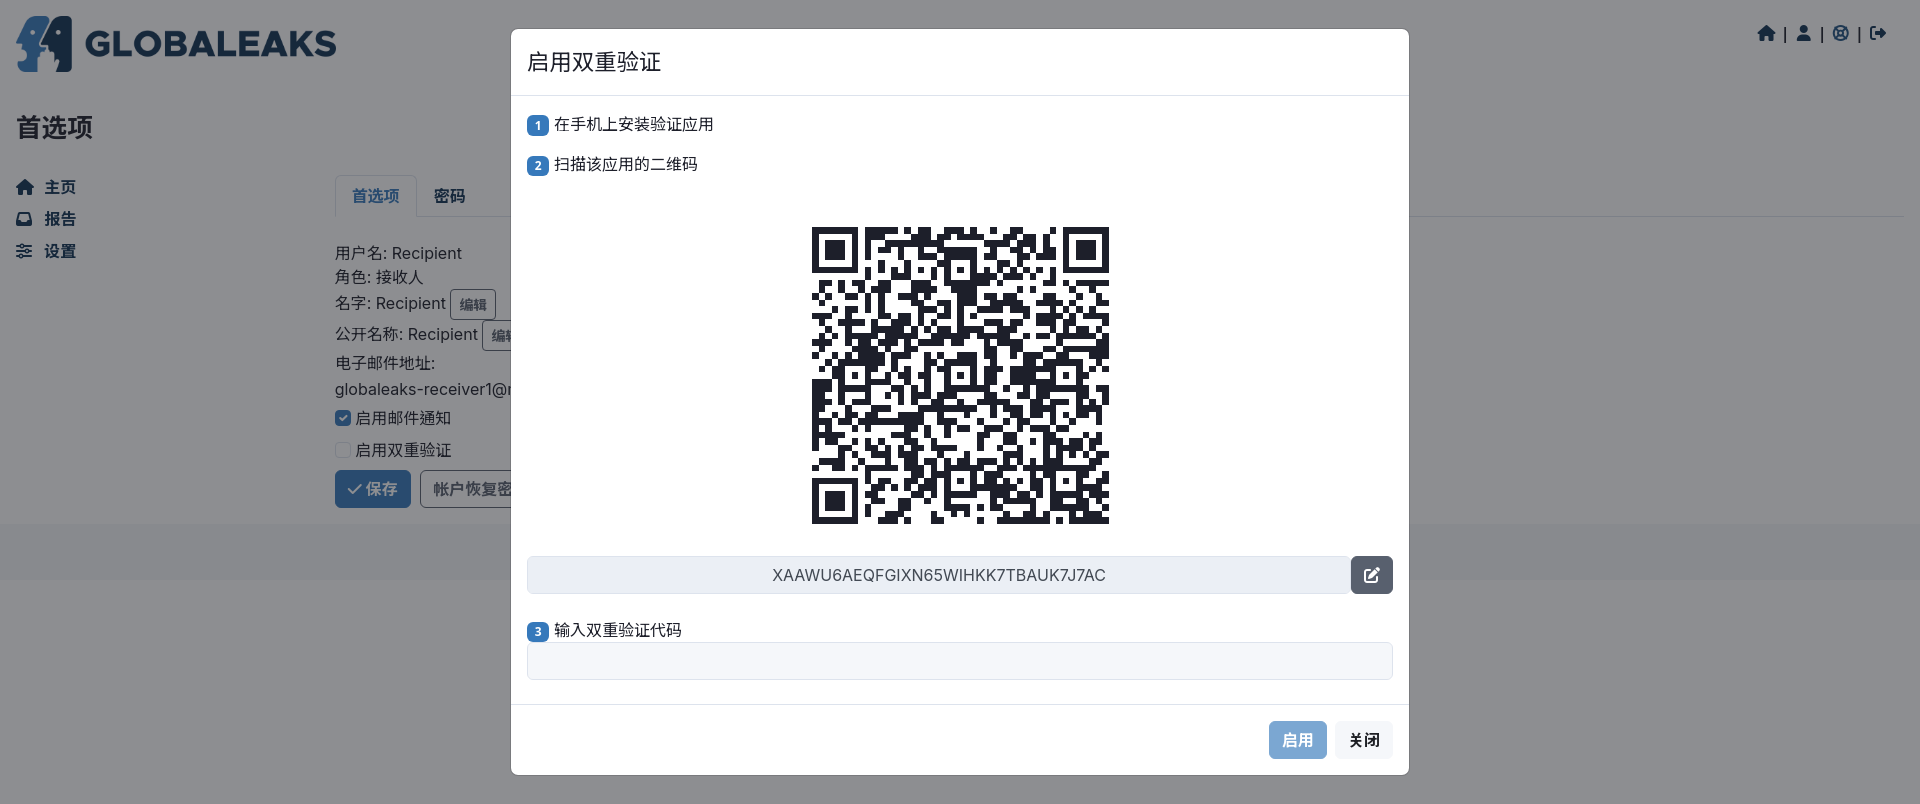 GLOBALEAKS
| | |
首选项
主页
报告
设置
首选项
密码
用户名: Recipient
角色: 接收人
名字: Recipient 编辑
公开名称: Recipient
电子邮件地址:
globaleaks-receiver1@
启用邮件通知
启用双重验证
保存
帐户恢复密
启用双重验证
1 在手机上安装验证应用
2 扫描该应用的二维码
XAAWU6AEQFGIXN65WIHKK7TBAUK7J7AC
3 输入双重验证代码
启用
关闭